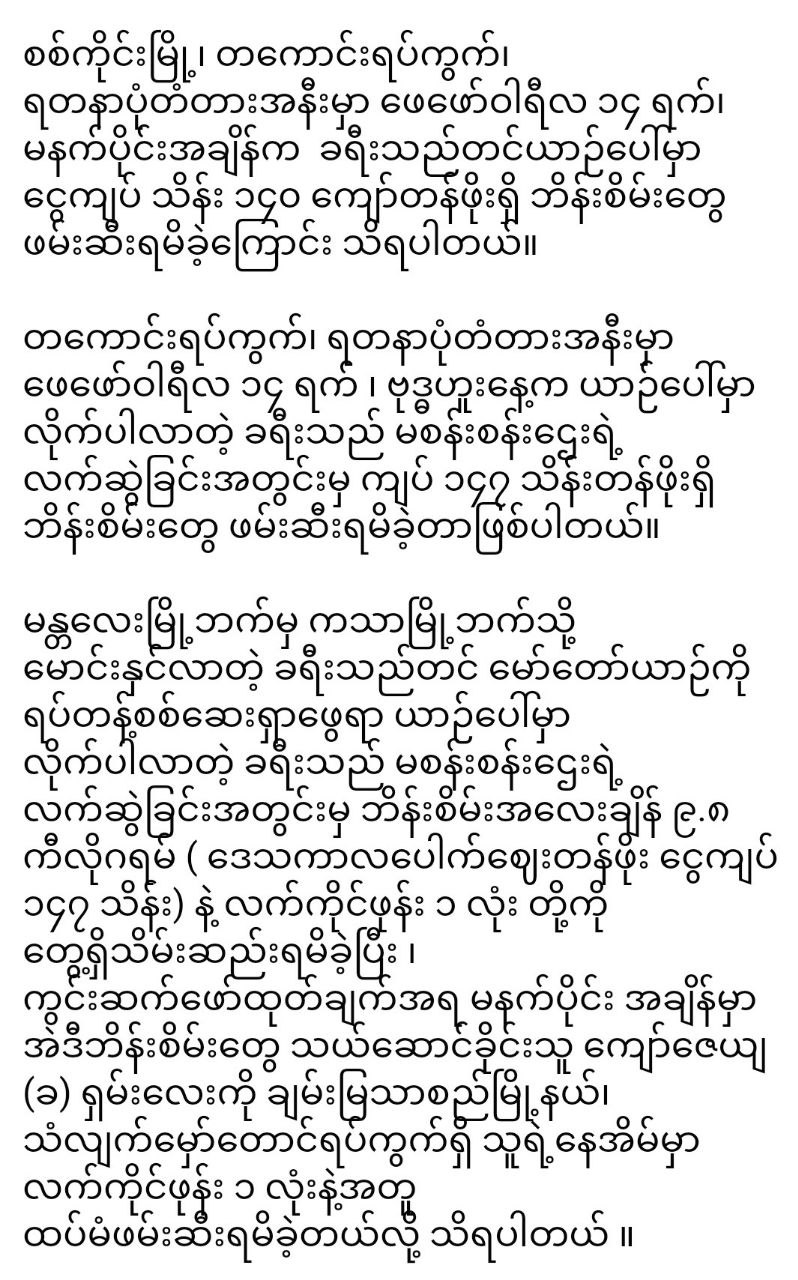 စစ်ကိုင်းမြို့၊ တကောင်းရပ်ကွက်၊
ရတနာပုံတံတားအနီးမှာ ဖေဖော်ဝါရီလ ၁၄ ရက်၊
မနက်ပိုင်းအချိန်က ခရီးသည်တင်ယာဉ်ပေါ်မှာ
ငွေကျပ် သိန်း ၁၄၀ ကျော်တန်ဖိုးရှိ ဘိန်းစိမ်းတွေ
ဖမ်းဆီးရမိခဲ့ကြောင်း သိရပါတယ်။
တကောင်းရပ်ကွက်၊ ရတနာပုံတံတားအနီးမှာ
ဖေဖော်ဝါရီလ ၁၄ ရက် ၊ ဗုဒ္ဓဟူးနေ့က ယာဉ်ပေါ်မှာ
လိုက်ပါလာတဲ့ ခရီးသည် မစန်းစန်းဌေးရဲ့
လက်ဆွဲခြင်းအတွင်းမှ ကျပ် ၁၄၇ သိန်းတန်ဖိုးရှိ
ဘိန်းစိမ်းတွေ ဖမ်းဆီးရမိခဲ့တာဖြစ်ပါတယ်။
မန္တလေးမြို့ဘက်မှ ကသာမြို့ဘက်သို့
မောင်းနှင်လာတဲ့ ခရီးသည်တင် မော်တော်ယာဉ်ကို
ရပ်တန့်စစ်ဆေးရှာဖွေရာ ယာဉ်ပေါ်မှာ
လိုက်ပါလာတဲ့ ခရီးသည် မစန်းစန်းဌေးရဲ့
လက်ဆွဲခြင်းအတွင်းမှ ဘိန်းစိမ်းအလေးချိန် ၉.၈
ကီလိုဂရမ် ( ဒေသကာလပေါက်ဈေးတန်ဖိုး ငွေကျပ်
၁၄၇ သိန်း) နဲ့ လက်ကိုင်ဖုန်း ၁ လုံး တို့ကို
တွေ့ရှိသိမ်းဆည်းရမိခဲ့ပြီး ၊
ကွင်းဆက်ဖော်ထုတ်ချက်အရ မနက်ပိုင်း အချိန်မှာ
အဲဒီဘိန်းစိမ်းတွေ သယ်ဆောင်ခိုင်းသူ ကျော်ဇေယျ
(ခ) ရှမ်းလေးကို ချမ်းမြသာစည်မြို့နယ်၊
သံလျက်မှော်တောင်ရပ်ကွက်ရှိ သူရဲ့နေအိမ်မှာ
လက်ကိုင်ဖုန်း ၁ လုံးနဲ့အတူ
ထပ်မံဖမ်းဆီးရမိခဲ့တယ်လို့ သိရပါတယ် ။